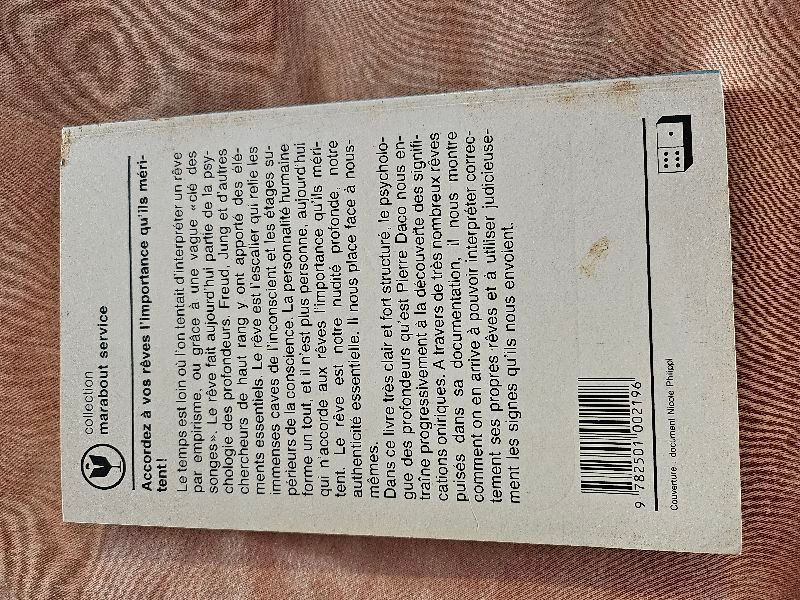 collection
marabout service
Accordez à vos rêves l'importance qu'ils méri-
tent!
Le temps est loin où l'on tentait d'interpréter un rêve
par empirisme, ou grâce à une vague «clé des
songes». Le rêve fait aujourd'hui partie de la psy-
chologie des profondeurs. Freud, Jung et d'autres
chercheurs de haut rang y ont apporté des élé-
ments essentiels. Le rêve est l'escalier qui relie les
immenses caves de l'inconscient et les étages su-
périeurs de la conscience. La personnalité humaine
forme un tout, et il n'est plus personne, aujourd'hui
qui n'accorde aux rêves l'importance qu'ils méri-
tent. Le rêve est notre nudité profonde, notre
authenticité essentielle. Il nous place face à nous-
mêmes.
Dans ce livre très clair et fort structuré, le psycholo-
gue des profondeurs qu'est Pierre Daco nous en-
traîne progressivement à la découverte des signifi-
cations oniriques. A travers de très nombreux rêves
puisés dans sa documentation, il nous montre
comment on en arrive à pouvoir interpréter correc-
tement ses propres rêves et à utiliser judicieuse-
ment les signes qu'ils nous envoient.
9 782501 002196
Couverture : document Nicole Philippi